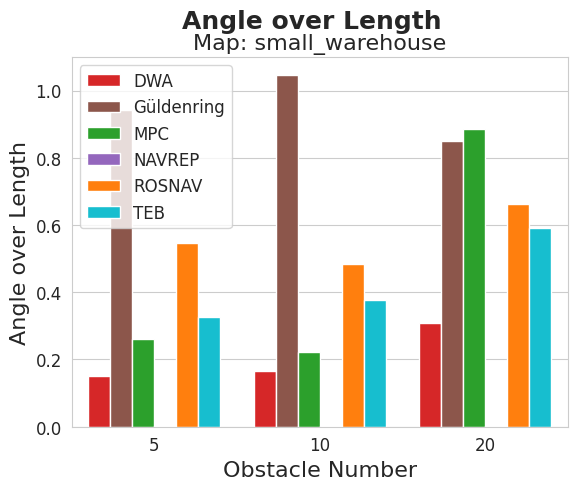 Angle over Length
Map: small_warehouse
DWA
Güldenring
MPC
NAVREP
ROSNAV
TEB
Angle over Length
1.0
0.8
0.6
0.4
0.2
0.0
5 10 20
Obstacle Number